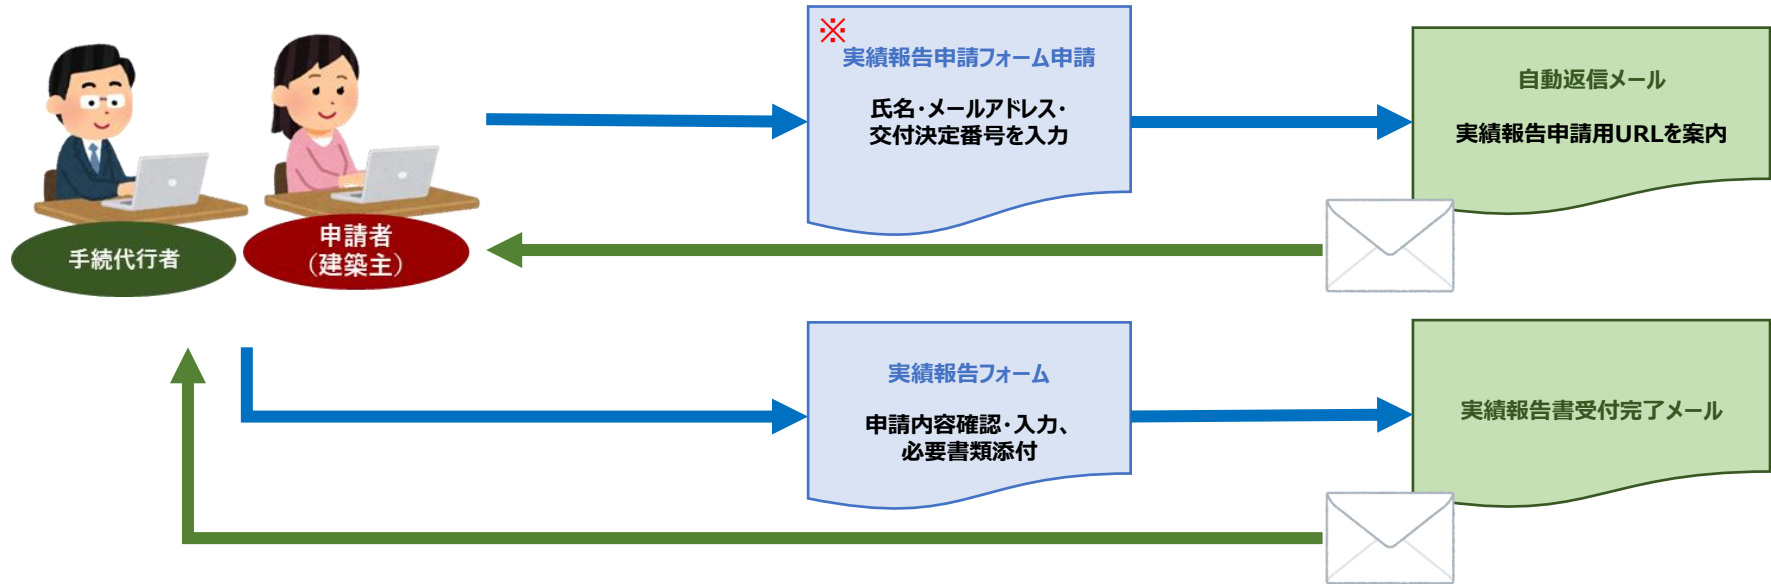 ※
実績報告申請フォーム申請
氏名・メールアドレス・
交付決定番号を入力
自動返信メール
実績報告申請用URLを案内
手続代行者
申請者
（建築主）
実績報告フォーム
申請内容確認・入力、
必要書類添付
実績報告書受付完了メール